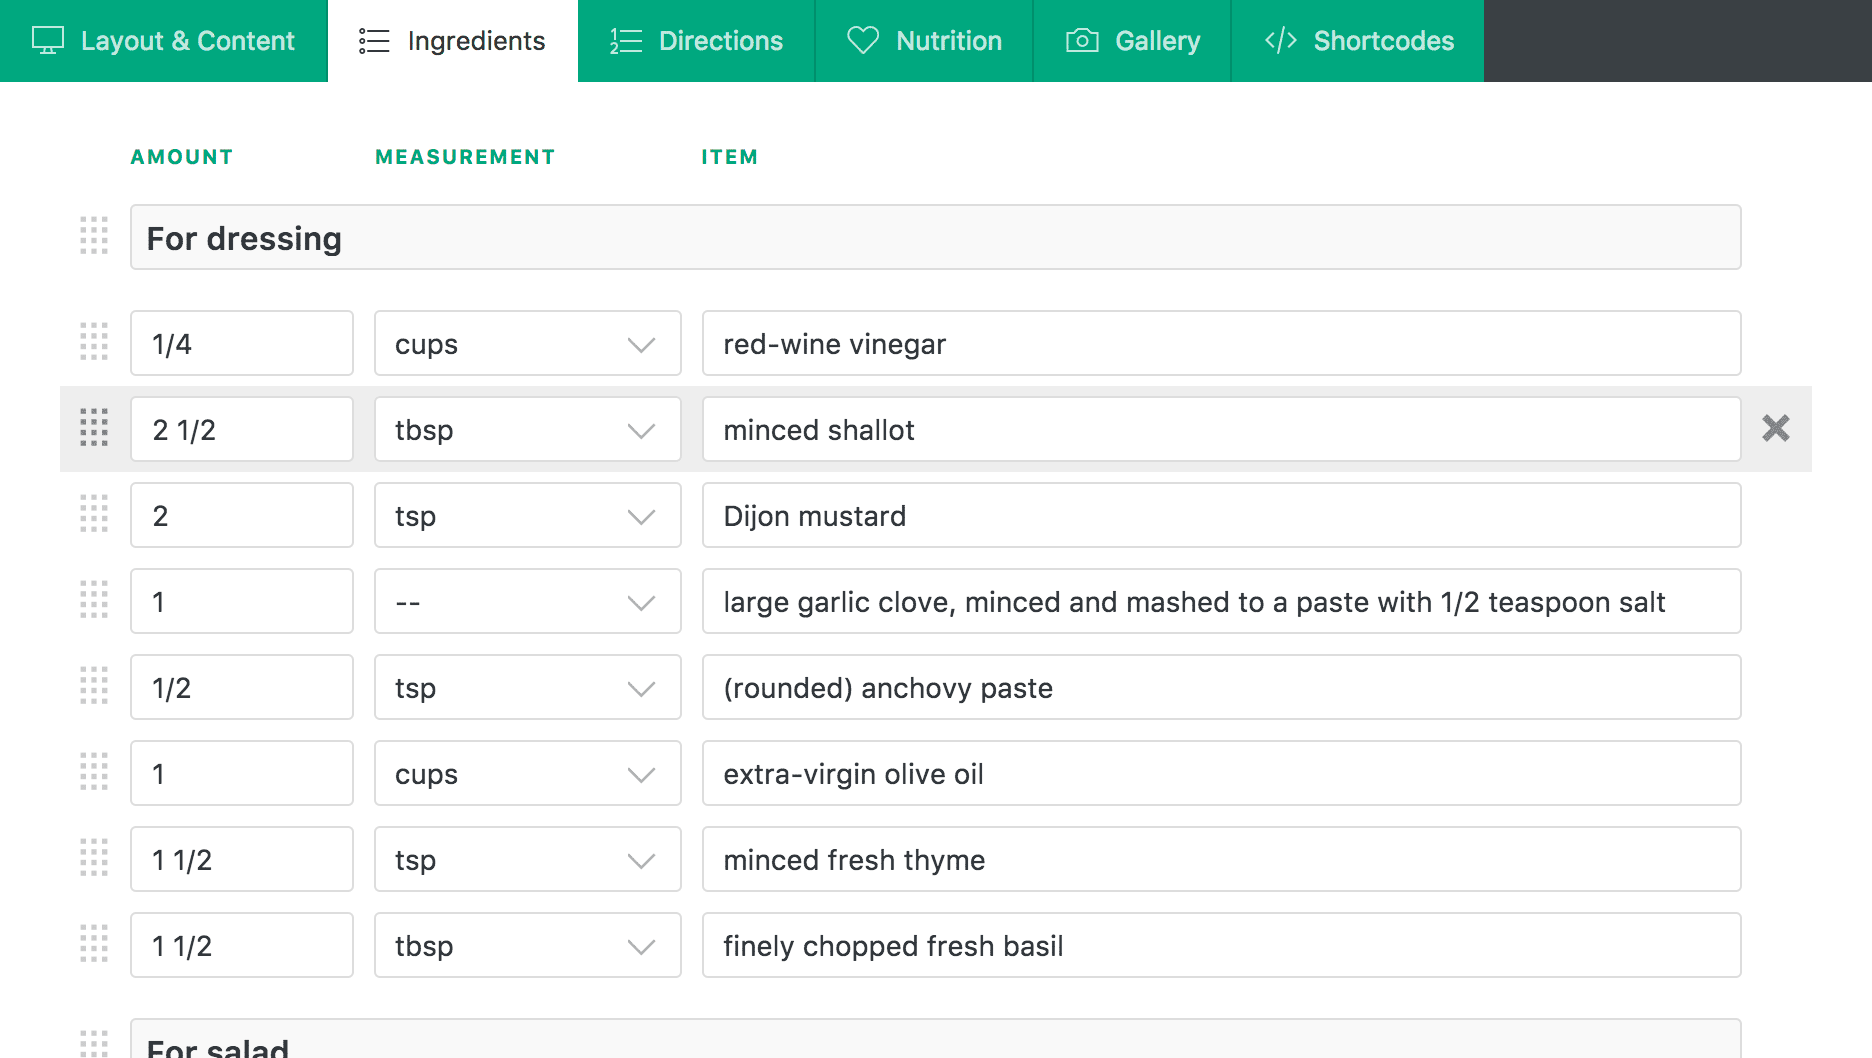 Layout & Content Ingredients Directions Nutrition Gallery </> Shortcodes
AMOUNT MEASUREMENT ITEM
For dressing
1/4 cups red-wine vinegar
2 1/2 tbsp minced shallot
2 tsp Dijon mustard
1 -- large garlic clove, minced and mashed to a paste with 1/2 teaspoon salt
1/2 tsp (rounded) anchovy paste
1 cups extra-virgin olive oil
1 1/2 tsp minced fresh thyme
1 1/2 tbsp finely chopped fresh basil
For salad